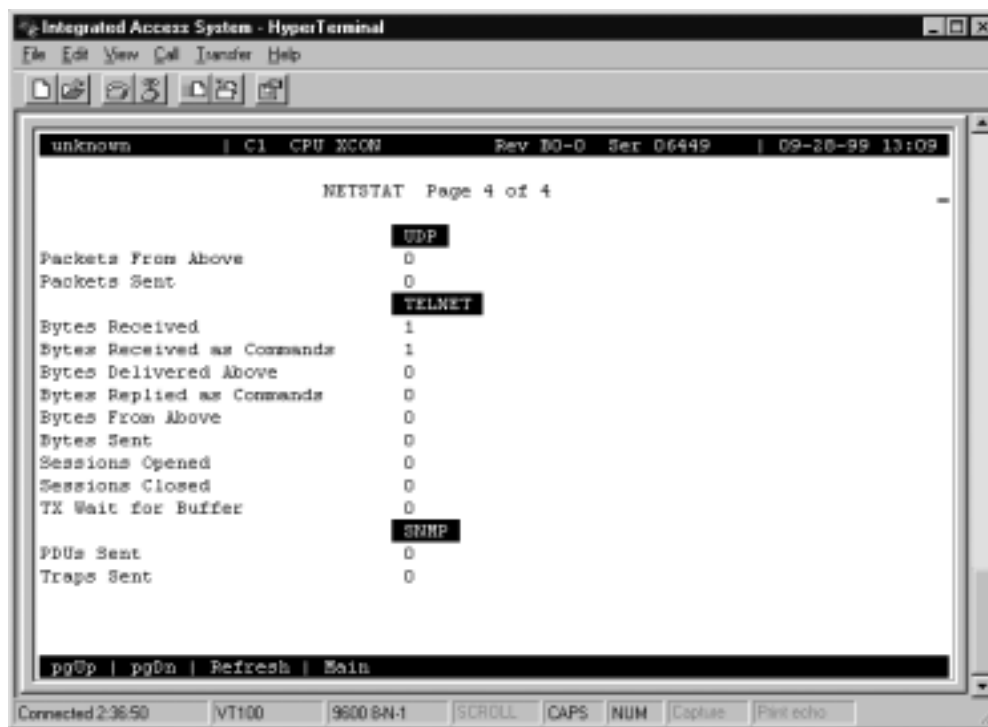 Integrated Access System - HyperTerminal
File Edit View Call Transfer Help
unknown | C1 CPU XCON Rev B0-0 Ser 06449 | 09-28-99 13:09
NETSTAT Page 4 of 4
UDP
Packets From Above 0
Packets Sent 0
TELNET
Bytes Received 1
Bytes Received as Commands 1
Bytes Delivered Above 0
Bytes Replied as Commands 0
Bytes From Above 0
Bytes Sent 0
Sessions Opened 0
Sessions Closed 0
TX Wait for Buffer 0
SNMP
PDUs Sent 0
Traps Sent 0
pgUp | pgDn | Refresh | Main
Connected 2:36:50 VT100 9600 8-N-1 SCROLL CAPS NUM Capture Print echo